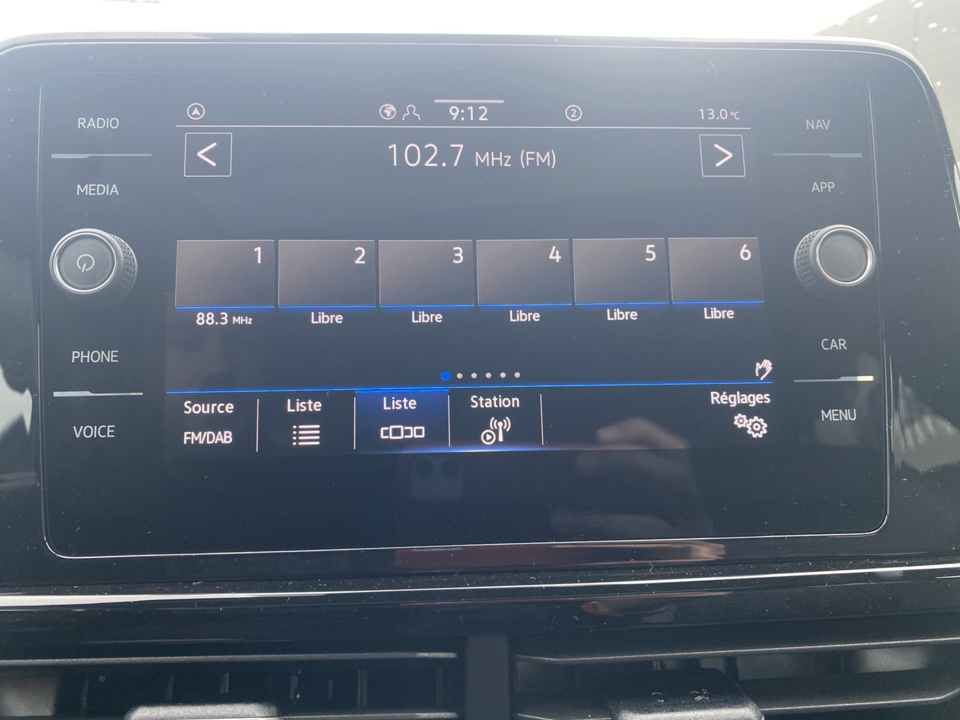 RADIO
MEDIA
PHONE
VOICE
9:12
2
13.0°C
<
102.7 MHz (FM)
>
1
2
3
4
5
6
88.3 MHz
Libre
Libre
Libre
Libre
Libre
Source
FM/DAB
Liste
Liste
Station
Réglages
NAV
APP
CAR
MENU